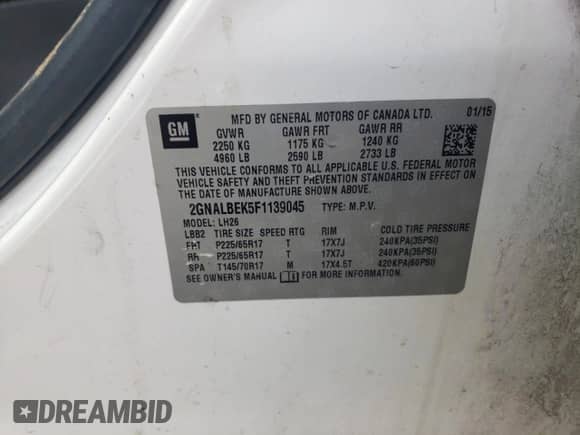 GM
MFD BY GENERAL MOTORS OF CANADA LTD. 01/15
GVWR GAWR FRT GAWR RR
2250 KG 1175 KG 1240 KG
4960 LB 2590 LB 2733 LB
THIS VEHICLE CONFORMS TO ALL APPLICABLE U.S. FEDERAL MOTOR
VEHICLE SAFETY AND THEFT PREVENTION STANDARDS IN EFFECT ON THE
DATE OF MANUFACTURE SHOWN ABOVE.
2GNALBEK5F1139045 TYPE: M.P.V.
MODEL: LH26
LBB2 TIRE SIZE SPEED RTG RIM COLD TIRE PRESSURE
FRT P225/65R17 T 17X7J 240KPA(35PSI)
RR P225/65R17 T 17X7J 240KPA(35PSI)
SPA T145/70R17 M 17X4.5T 420KPA(60PSI)
SEE OWNER'S MANUAL FOR MORE INFORMATION.
DREAMBID